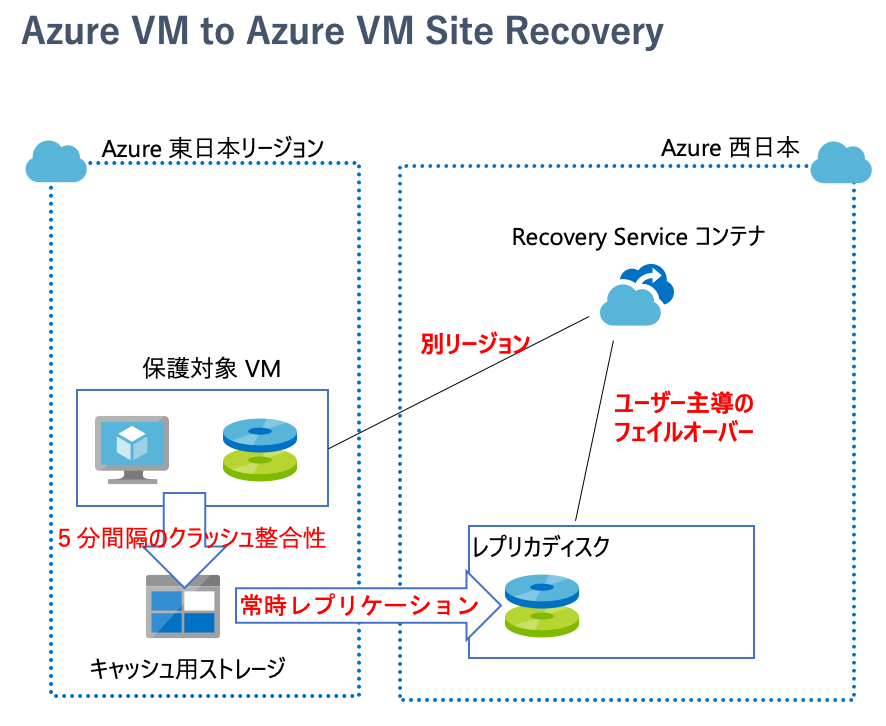 Azure VM to Azure VM Site Recovery
Azure 東日本リージョン
Azure 西日本
Recovery Service コンテナ
別リージョン
保護対象 VM
ユーザー主導の
フェイルオーバー
5 分間隔のクラッシュ整合性
レプリカディスク
常時レプリケーション
キャッシュ用ストレージ